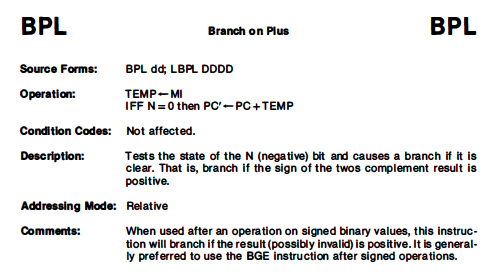 BPL Branch on Plus BPL
Source Forms: BPL dd; LBPL DDDD
Operation: TEMP←MI
IFF N = 0 then PC′←PC + TEMP
Condition Codes: Not affected.
Description: Tests the state of the N (negative) bit and causes a branch if it is
clear. That is, branch if the sign of the twos complement result is
positive.
Addressing Mode: Relative
Comments: When used after an operation on signed binary values, this instruc-
tion will branch if the result (possibly invalid) is positive. It is general-
ly preferred to use the BGE instruction after signed operations.